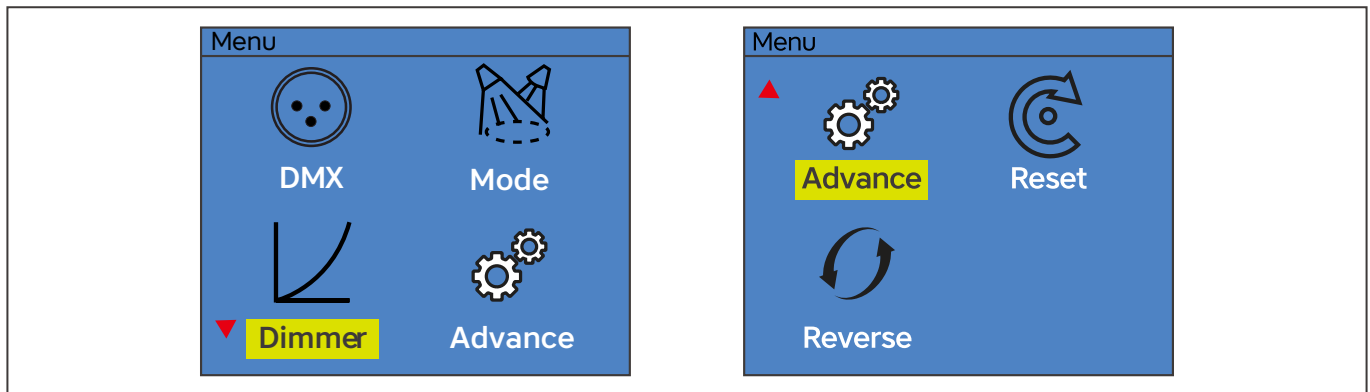 Menu
DMX
Mode
Dimmer
Advance
Menu
Advance
Reset
Reverse